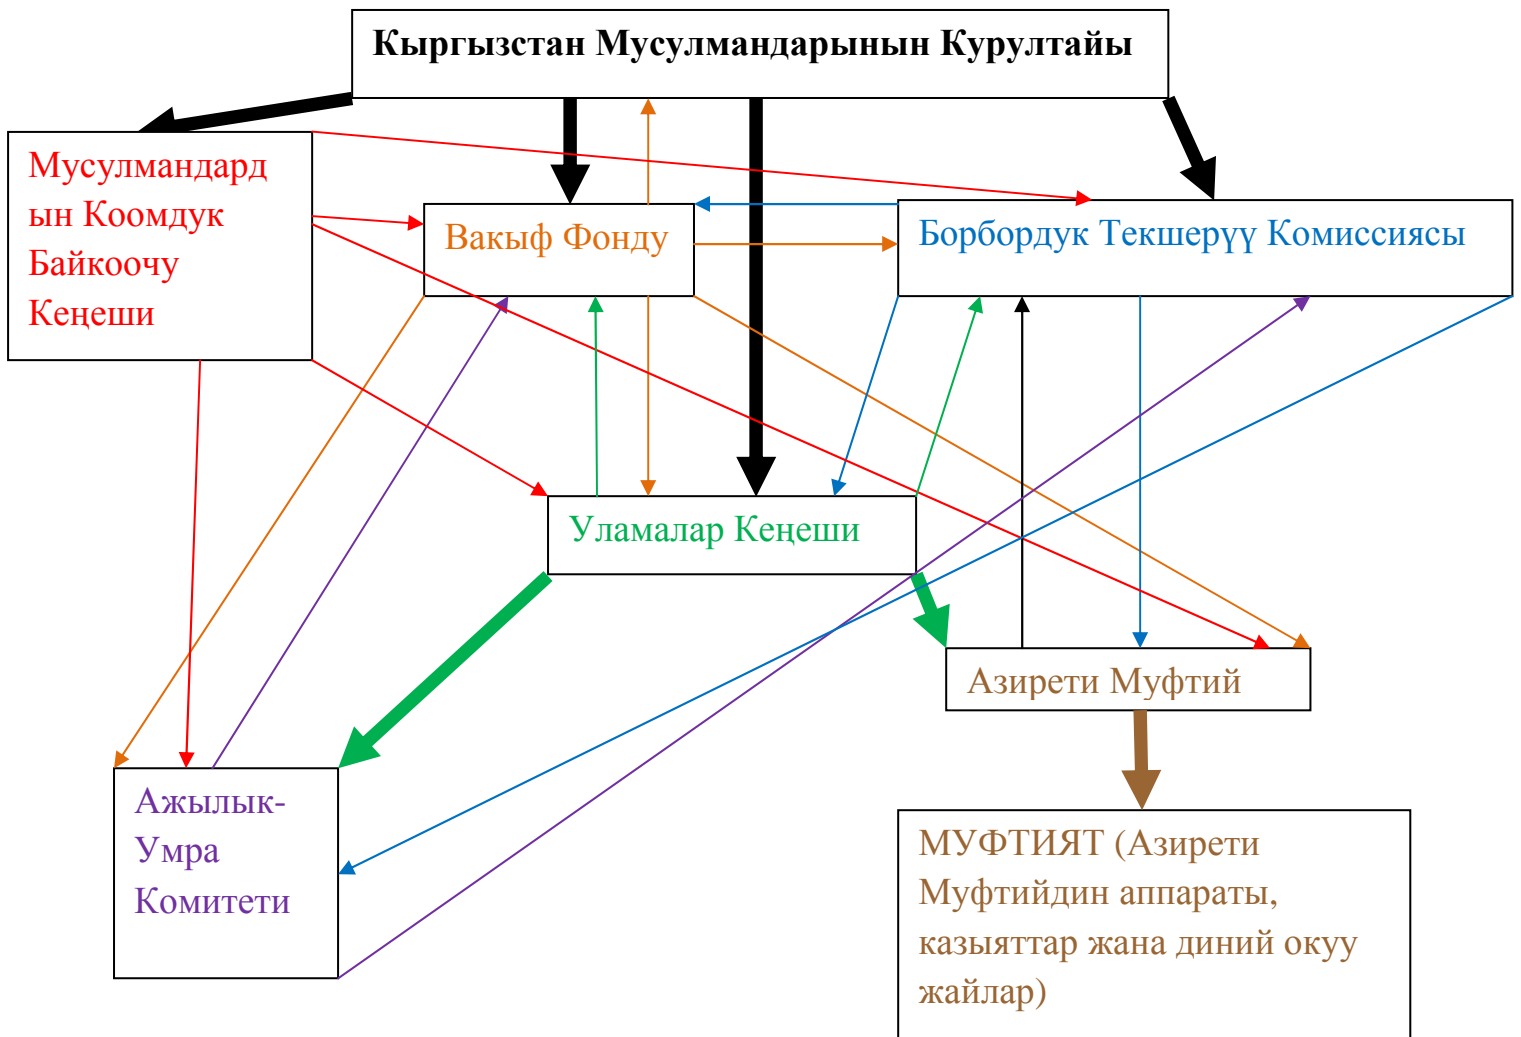 Кыргызстан Мусулмандарынын Курултайы
Мусулмандард
ын Коомдук
Байкоочу
Кеңеши
Вакыф Фонду
Борбордук Текшерүү Комиссиясы
Уламалар Кеңеши
Азирети Муфтий
Ажылык-
Умра
Комитети
МУФТИЯТ (Азирети
Муфтийдин аппараты,
казыяттар жана диний окуу
жайлар)